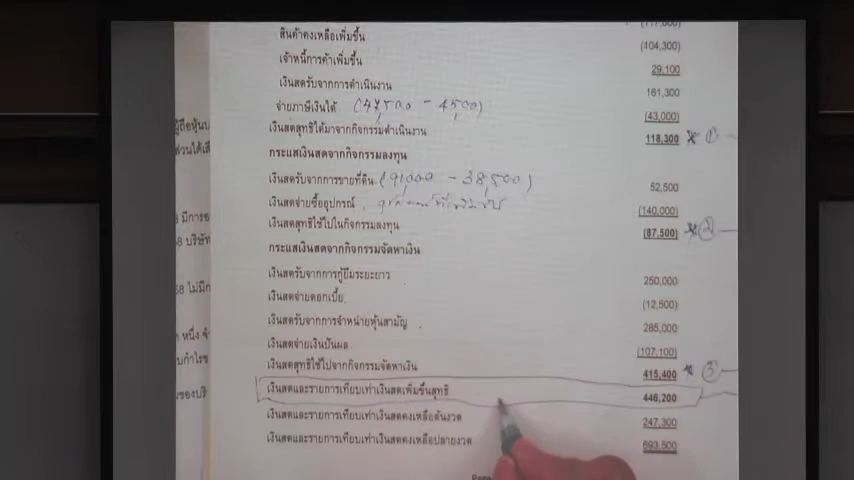 สินค้าคงเหลือเพิ่มขึ้น (104,300)
เจ้าหนี้การค้าเพิ่มขึ้น 29,100
เงินสดรับจากการดำเนินงาน 161,300
จ่ายภาษีเงินได้ (47,500 - 4,500) (43,000)
เงินสดสุทธิได้มาจากกิจกรรมดำเนินงาน 118,300 * ①
กระแสเงินสดจากกิจกรรมลงทุน
เงินสดรับจากการขายที่ดิน (91,000 - 38,500) 52,500
เงินสดจ่ายซื้ออุปกรณ์ (140,000)
เงินสดสุทธิใช้ไปในกิจกรรมลงทุน (87,500) * ②
กระแสเงินสดจากกิจกรรมจัดหาเงิน
เงินสดรับจากการกู้ยืมระยะยาว 250,000
เงินสดจ่ายดอกเบี้ย (12,500)
เงินสดรับจากการจำหน่ายหุ้นสามัญ 285,000
เงินสดจ่ายเงินปันผล (107,100)
เงินสดสุทธิใช้ไปจากกิจกรรมจัดหาเงิน 415,400 * ③
เงินสดและรายการเทียบเท่าเงินสดเพิ่มขึ้นสุทธิ 446,200
เงินสดและรายการเทียบเท่าเงินสดคงเหลือต้นงวด 247,300
เงินสดและรายการเทียบเท่าเงินสดคงเหลือปลายงวด 693,500